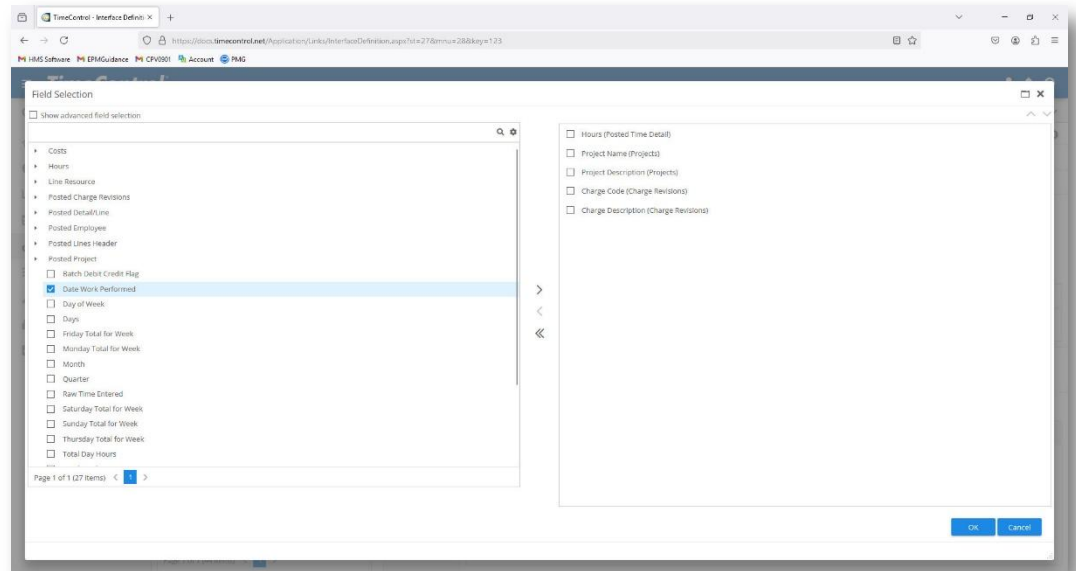 TimeControl - Interface Definiti
https://docs.timecontrol.net/Application/Links/InterfaceDefinition.aspx?st=27&mnu=28&key=123
HMS Software EPMGuidance CPV0901 Account PMG
TimeControl
Field Selection
Show advanced field selection
Costs
Hours
Line Resource
Posted Charge Revisions
Posted Detail/Line
Posted Employee
Posted Lines Header
Posted Project
Batch Debit Credit Flag
Date Work Performed
Day of Week
Days
Friday Total for Week
Monday Total for Week
Month
Quarter
Raw Time Entered
Saturday Total for Week
Sunday Total for Week
Thursday Total for Week
Total Day Hours
Page 1 of 1 (27 items) 1
Hours (Posted Time Detail)
Project Name (Projects)
Project Description (Projects)
Charge Code (Charge Revisions)
Charge Description (Charge Revisions)
OK Cancel